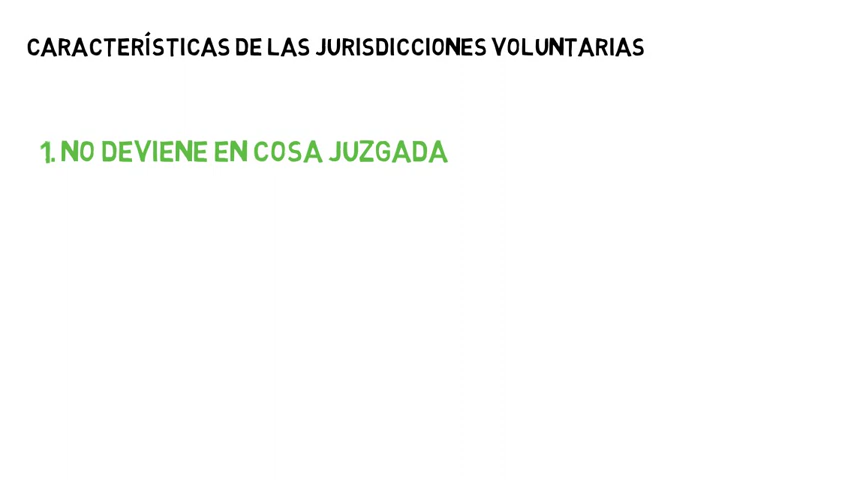 CARACTERÍSTICAS DE LAS JURISDICCIONES VOLUNTARIAS
1. NO DEVIENE EN COSA JUZGADA